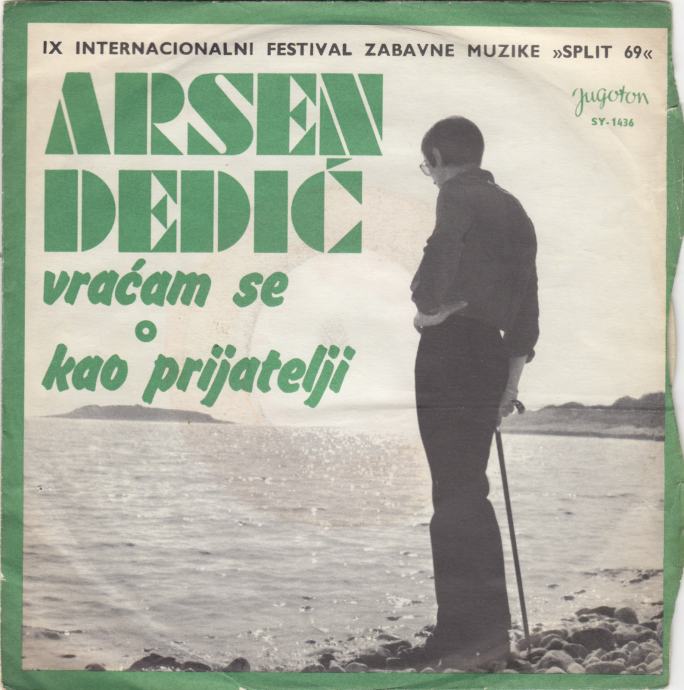 IX INTERNACIONALNI FESTIVAL ZABAVNE MUZIKE »SPLIT 69«
Jugoton
SY-1436
ARSEN
DEDIĆ
vraćam se
o
kao prijatelji